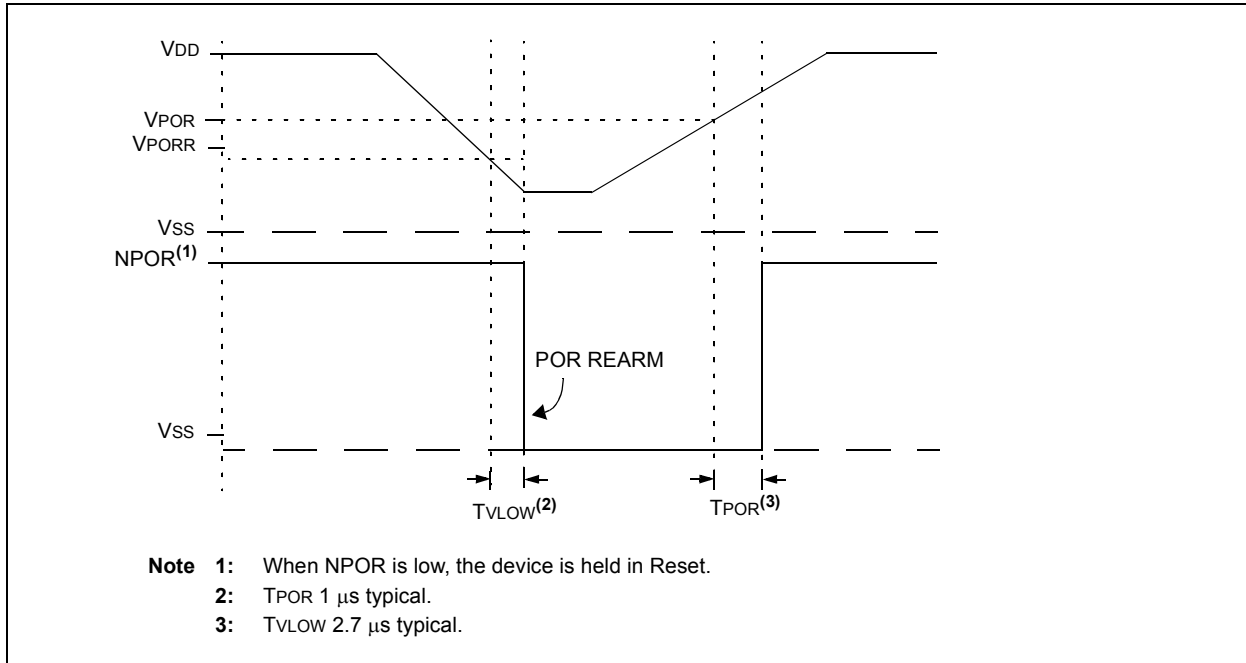 VDD
VPOR
VPORR
VSS
NPOR(1)
POR REARM
VSS
TVLOW(2)
TPOR(3)
Note 1: When NPOR is low, the device is held in Reset.
2: TPOR 1 μs typical.
3: TVLOW 2.7 μs typical.